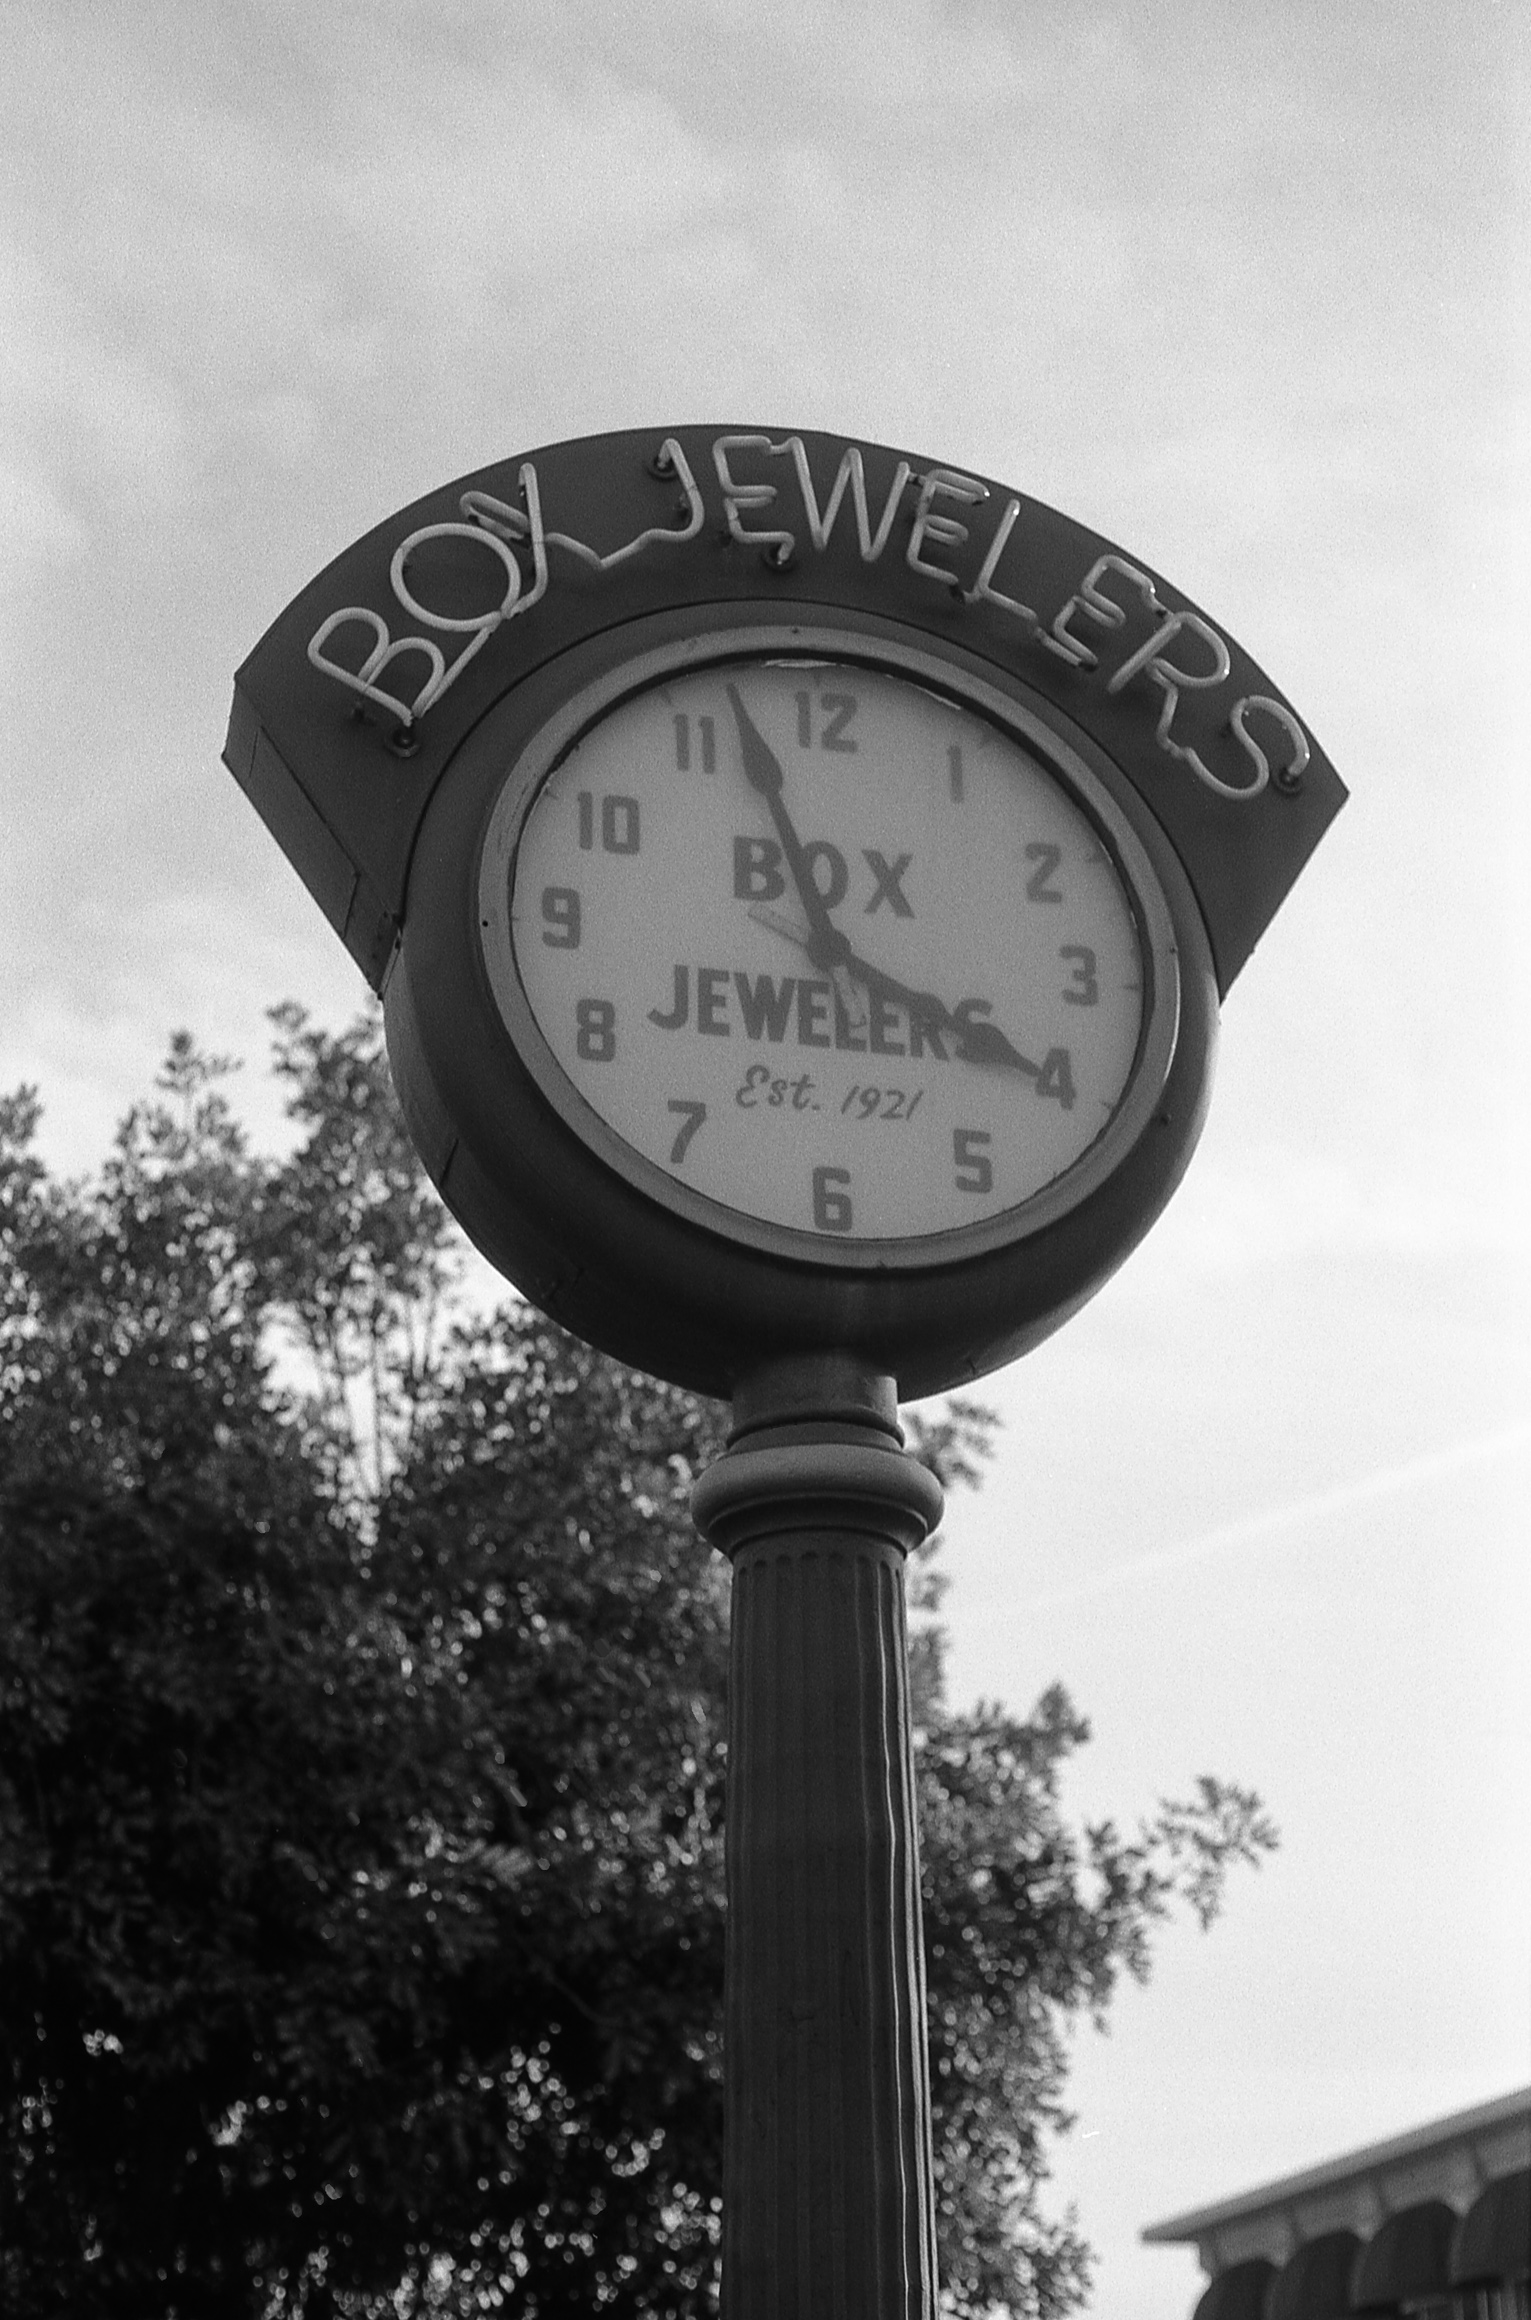 BOX JEWELERS
12
11 1
10 2
BOX
9 3
JEWELERS
8 4
Est. 1921
7 5
6